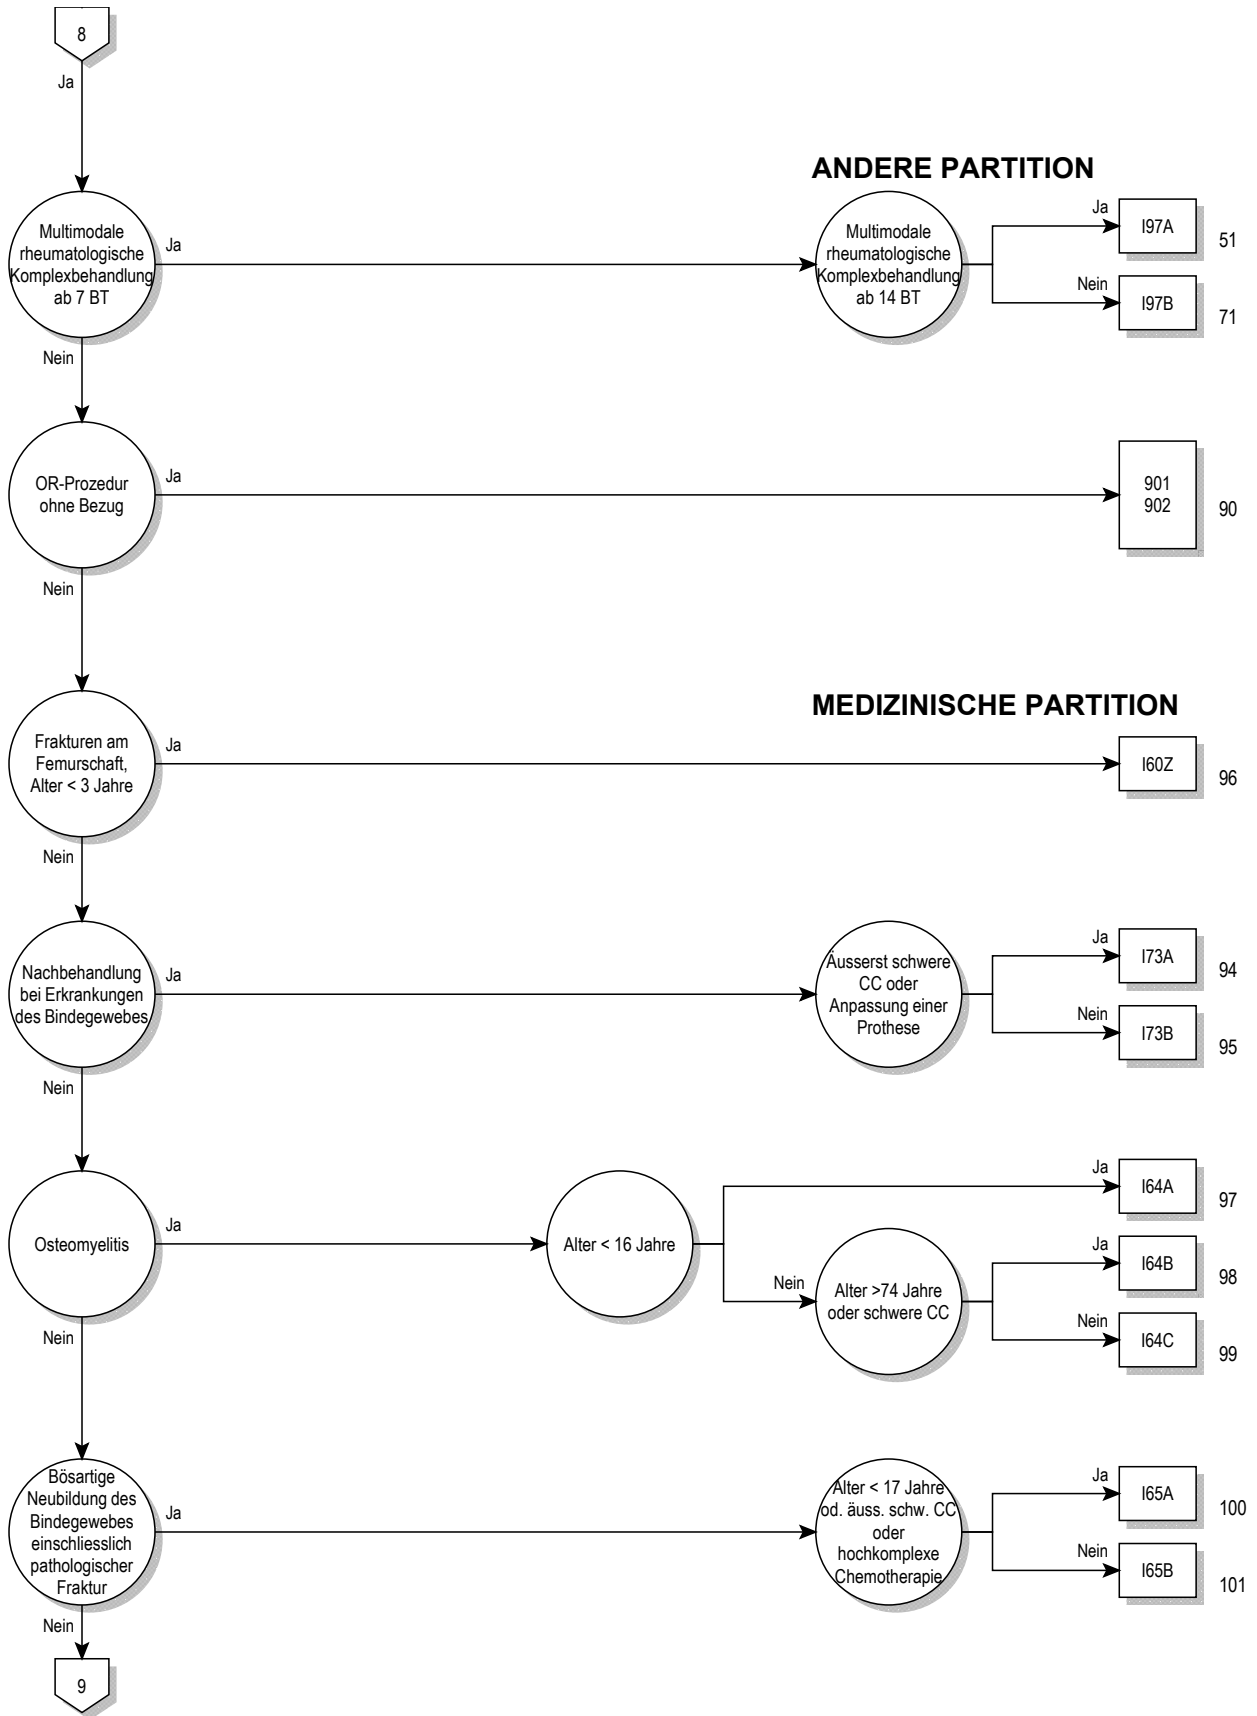 8
Ja
ANDERE PARTITION
Multimodale
rheumatologische
Komplexbehandlung
ab 7 BT
Ja
Multimodale
rheumatologische
Komplexbehandlung
ab 14 BT
Ja
I97A
51
Nein
I97B
71
Nein
OR-Prozedur
ohne Bezug
Ja
901
902
90
Nein
MEDIZINISCHE PARTITION
Frakturen am
Femurschaft,
Alter < 3 Jahre
Ja
I60Z
96
Nein
Nachbehandlung
bei Erkrankungen
des Bindegewebes
Ja
Äusserst schwere
CC oder
Anpassung einer
Prothese
Ja
I73A
94
Nein
I73B
95
Nein
Osteomyelitis
Ja
Alter < 16 Jahre
Ja
I64A
97
Nein
Alter >74 Jahre
oder schwere CC
Ja
I64B
98
Nein
I64C
99
Nein
Bösartige
Neubildung des
Bindegewebes
einschliesslich
pathologischer
Fraktur
Ja
Alter < 17 Jahre
od. äuss. schw. CC
oder
hochkomplexe
Chemotherapie
Ja
I65A
100
Nein
I65B
101
Nein
9